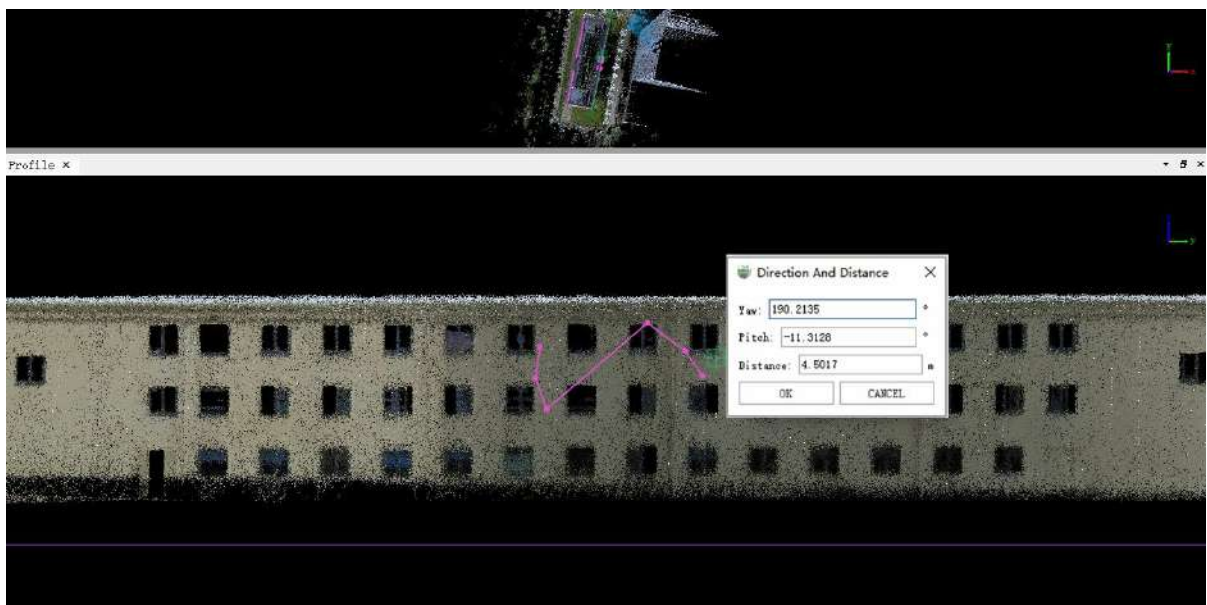 Profile ×
Direction And Distance
Yaw: 190.2135 °
Pitch: -11.3128 °
Distance: 4.5017 m
OK CANCEL